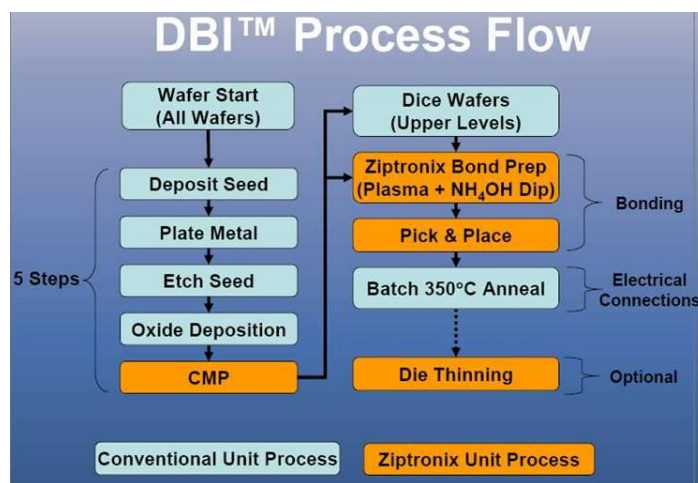 DBI™ Process Flow
Wafer Start
(All Wafers)
Deposit Seed
Plate Metal
Etch Seed
Oxide Deposition
CMP
5 Steps
Dice Wafers
(Upper Levels)
Ziptronix Bond Prep
(Plasma + NH₄OH Dip)
Pick & Place
Bonding
Batch 350°C Anneal
Electrical
Connections
Die Thinning
Optional
Conventional Unit Process
Ziptronix Unit Process